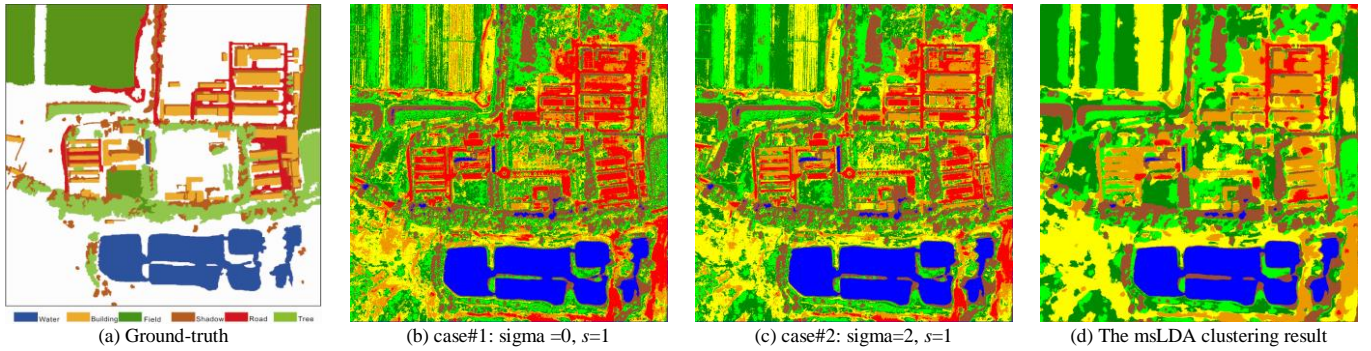 Water Building Field Shadow Road Tree
(a) Ground-truth
(b) case#1: sigma =0, s=1
(c) case#2: sigma=2, s=1
(d) The msLDA clustering result